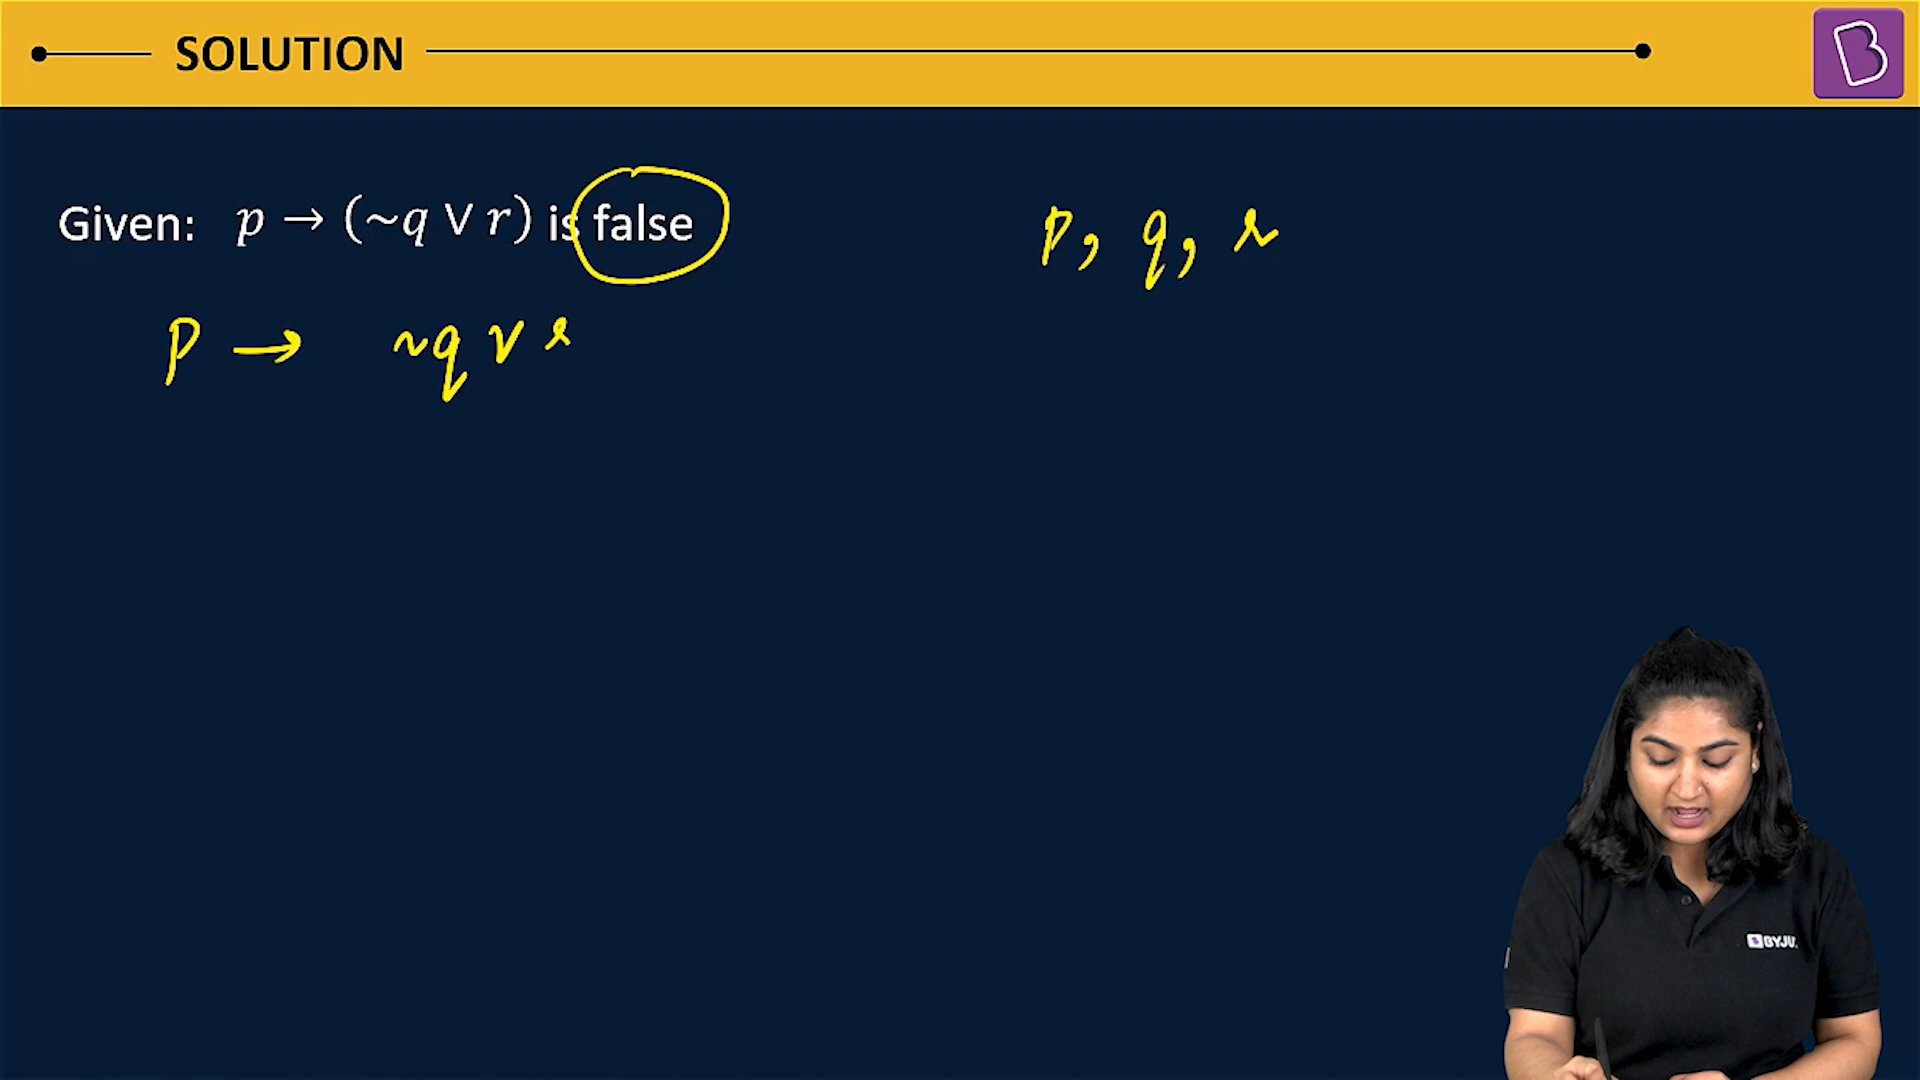 SOLUTION
Given: p → (~q ∨ r) is false
p, q, r
p → ~q ∨ r
BYJU'